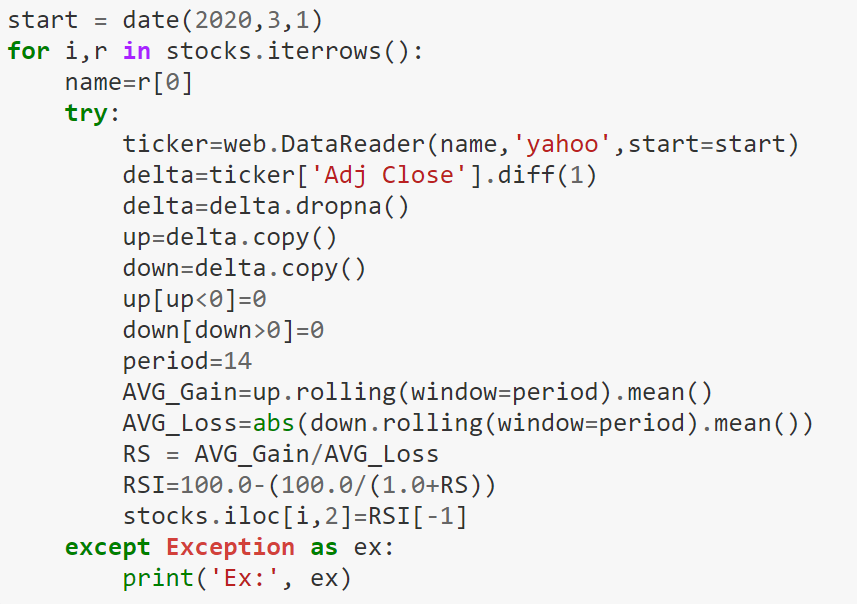 start = date(2020,3,1)
for i,r in stocks.iterrows():
    name=r[0]
    try:
        ticker=web.DataReader(name,'yahoo',start=start)
        delta=ticker['Adj Close'].diff(1)
        delta=delta.dropna()
        up=delta.copy()
        down=delta.copy()
        up[up<0]=0
        down[down>0]=0
        period=14
        AVG_Gain=up.rolling(window=period).mean()
        AVG_Loss=abs(down.rolling(window=period).mean())
        RS = AVG_Gain/AVG_Loss
        RSI=100.0-(100.0/(1.0+RS))
        stocks.iloc[i,2]=RSI[-1]
    except Exception as ex:
        print('Ex:', ex)